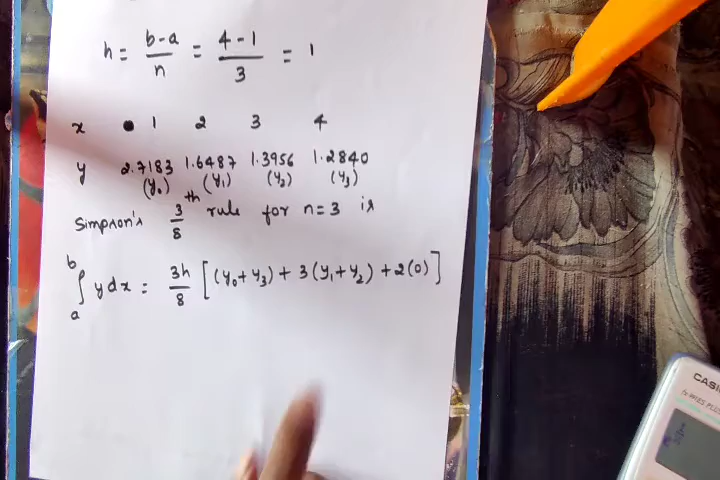 h = b-a/n = 4-1/3 = 1
x 1 2 3 4
y 2.7183 1.6487 1.3956 1.2840
(y₀) (y₁) (y₂) (y₃)
Simpson's 3/8 th rule for n=3 is
∫ₐᵇ y dx = 3h/8 [(y₀+y₃) + 3(y₁+y₂) + 2(0)]
CASI